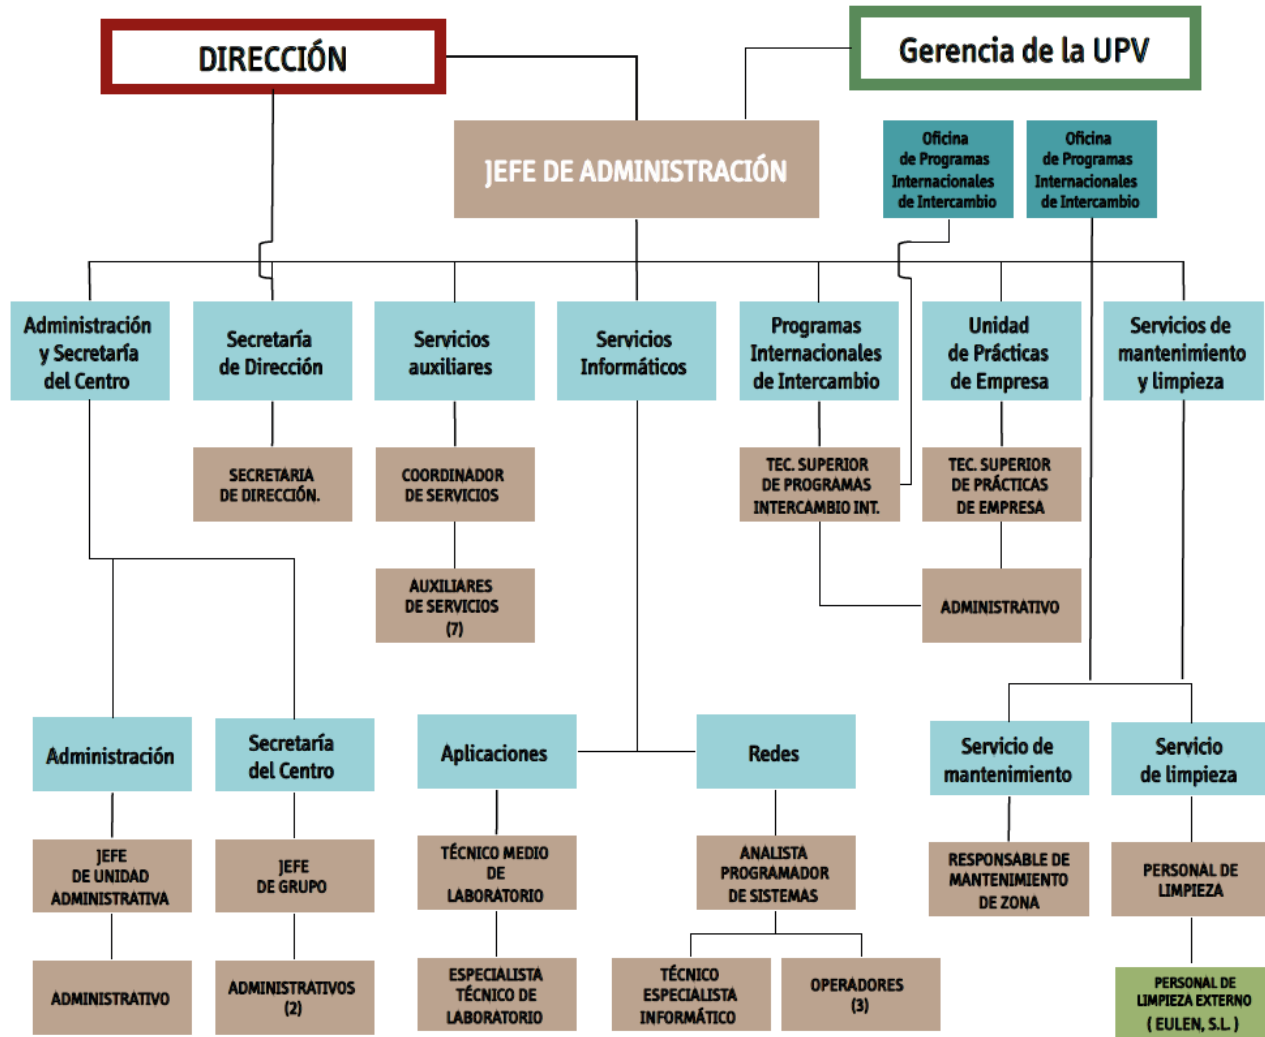 DIRECCIÓN
Gerencia de la UPV
JEFE DE ADMINISTRACIÓN
Oficina
de Programas
Internacionales
de Intercambio
Oficina
de Programas
Internacionales
de Intercambio
Administración
y Secretaría
del Centro
Secretaría
de Dirección
Servicios
auxiliares
Servicios
Informáticos
Programas
Internacionales
de Intercambio
Unidad
de Prácticas
de Empresa
Servicios de
mantenimiento
y limpieza
SECRETARIA
DE DIRECCIÓN.
COORDINADOR
DE SERVICIOS
TEC. SUPERIOR
DE PROGRAMAS
INTERCAMBIO INT.
TEC. SUPERIOR
DE PRÁCTICAS
DE EMPRESA
AUXILIARES
DE SERVICIOS
(7)
ADMINISTRATIVO
Administración
Secretaría
del Centro
Aplicaciones
Redes
Servicio de
mantenimiento
Servicio
de limpieza
JEFE
DE UNIDAD
ADMINISTRATIVA
JEFE
DE GRUPO
TÉCNICO MEDIO
DE
LABORATORIO
ANALISTA
PROGRAMADOR
DE SISTEMAS
RESPONSABLE DE
MANTENIMIENTO
DE ZONA
PERSONAL DE
LIMPIEZA
ADMINISTRATIVO
ADMINISTRATIVOS
(2)
ESPECIALISTA
TÉCNICO DE
LABORATORIO
TÉCNICO
ESPECIALISTA
INFORMÁTICO
OPERADORES
(3)
PERSONAL DE
LIMPIEZA EXTERNO
( EULEN, S.L. )